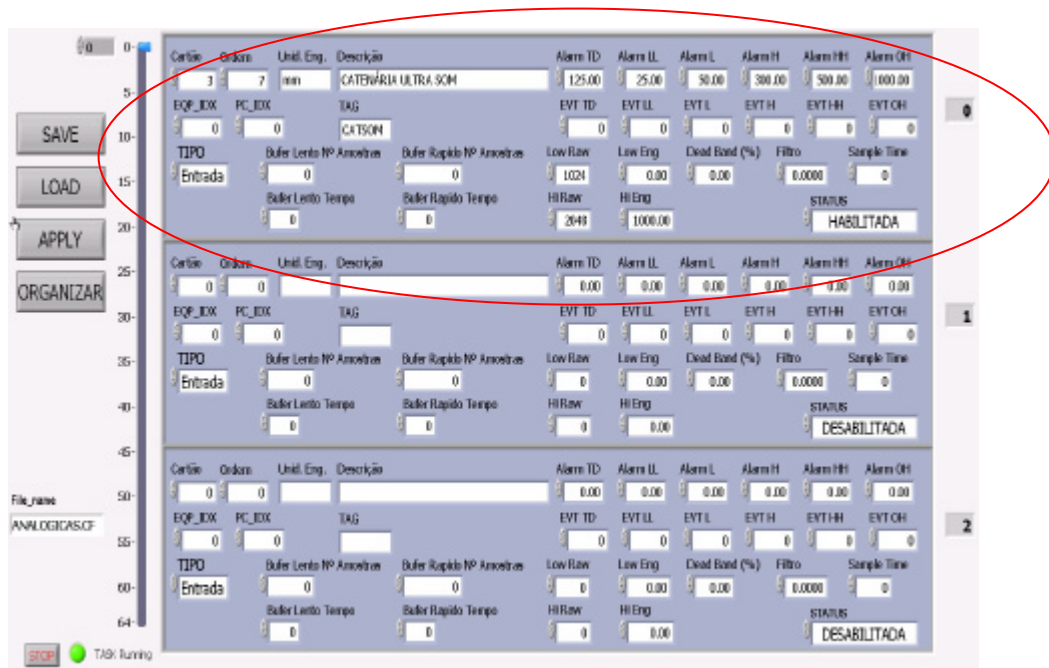 0 0
5
10
15
20
25
30
35
40
45
50
55
60
64
SAVE
LOAD
APPLY
ORGANIZAR
File_name
ANALOGICAS.CF
STOP TASK Running
Cartão Ordem Unid. Eng. Descrição Alarm TD Alarm LL Alarm L Alarm H Alarm HH Alarm OH
3 7 mm CATENÁRIA ULTRA SOM 125.00 25.00 50.00 300.00 500.00 1000.00
EQP_IDX PC_IDX TAG EVT TD EVT LL EVT L EVT H EVT HH EVT OH
0 0 CATSOM 0 0 0 0 0 0
0
TIPO Bufer Lento Nº Amostras Bufer Rapido Nº Amostras Low Raw Low Eng Dead Band (%) Filtro Sample Time
Entrada 0 0 1024 0.00 0.00 0.0000 0
Bufer Lento Tempo Bufer Rapido Tempo HI Raw HI Eng STATUS
0 0 2048 1000.00 HABILITADA
Cartão Ordem Unid. Eng. Descrição Alarm TD Alarm LL Alarm L Alarm H Alarm HH Alarm OH
0 0 0.00 0.00 0.00 0.00 0.00 0.00
EQP_IDX PC_IDX TAG EVT TD EVT LL EVT L EVT H EVT HH EVT OH
0 0 0 0 0 0 0 0
1
TIPO Bufer Lento Nº Amostras Bufer Rapido Nº Amostras Low Raw Low Eng Dead Band (%) Filtro Sample Time
Entrada 0 0 0 0.00 0.00 0.0000 0
Bufer Lento Tempo Bufer Rapido Tempo HI Raw HI Eng STATUS
0 0 0 0.00 DESABILITADA
Cartão Ordem Unid. Eng. Descrição Alarm TD Alarm LL Alarm L Alarm H Alarm HH Alarm OH
0 0 0.00 0.00 0.00 0.00 0.00 0.00
EQP_IDX PC_IDX TAG EVT TD EVT LL EVT L EVT H EVT HH EVT OH
0 0 0 0 0 0 0 0
2
TIPO Bufer Lento Nº Amostras Bufer Rapido Nº Amostras Low Raw Low Eng Dead Band (%) Filtro Sample Time
Entrada 0 0 0 0.00 0.00 0.0000 0
Bufer Lento Tempo Bufer Rapido Tempo HI Raw HI Eng STATUS
0 0 0 0.00 DESABILITADA